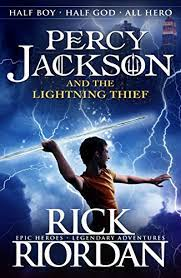 HALF BOY · HALF GOD · ALL HERO
PERCY
JACKSON
AND THE
LIGHTNING THIEF
RICK
EPIC HEROES · LEGENDARY ADVENTURES
RIORDAN